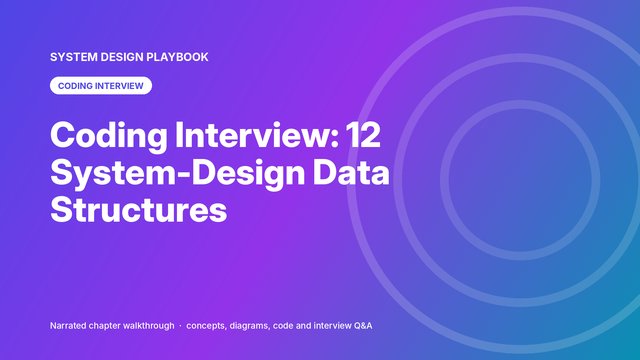 SYSTEM DESIGN PLAYBOOK
CODING INTERVIEW
Coding Interview: 12
System-Design Data
Structures
Narrated chapter walkthrough · concepts, diagrams, code and interview Q&A